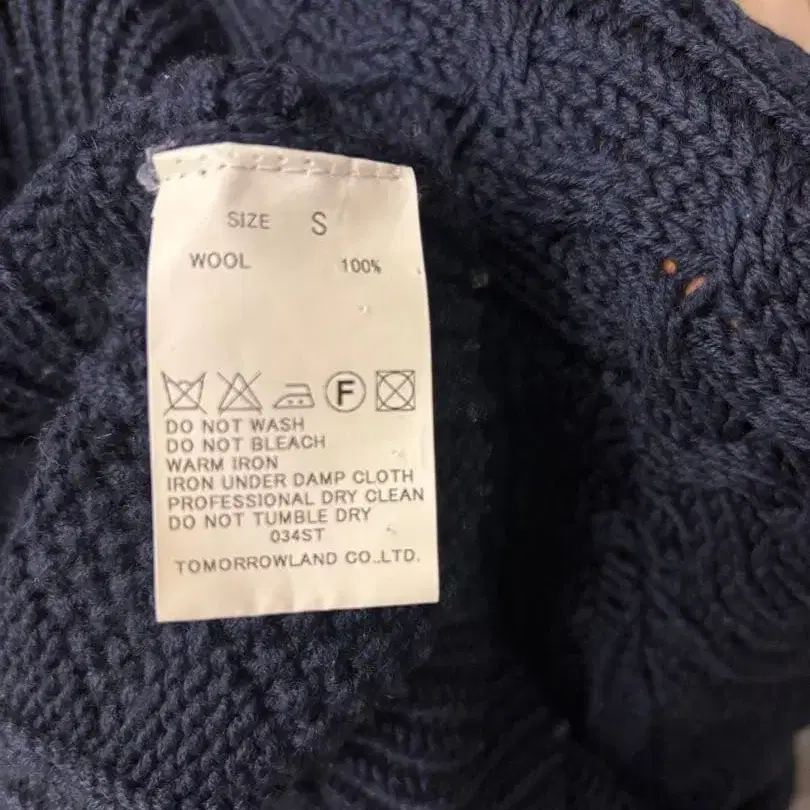 SIZE S
WOOL 100%
F
DO NOT WASH
DO NOT BLEACH
WARM IRON
IRON UNDER DAMP CLOTH
PROFESSIONAL DRY CLEAN
DO NOT TUMBLE DRY
034ST
TOMORROWLAND CO.,LTD.